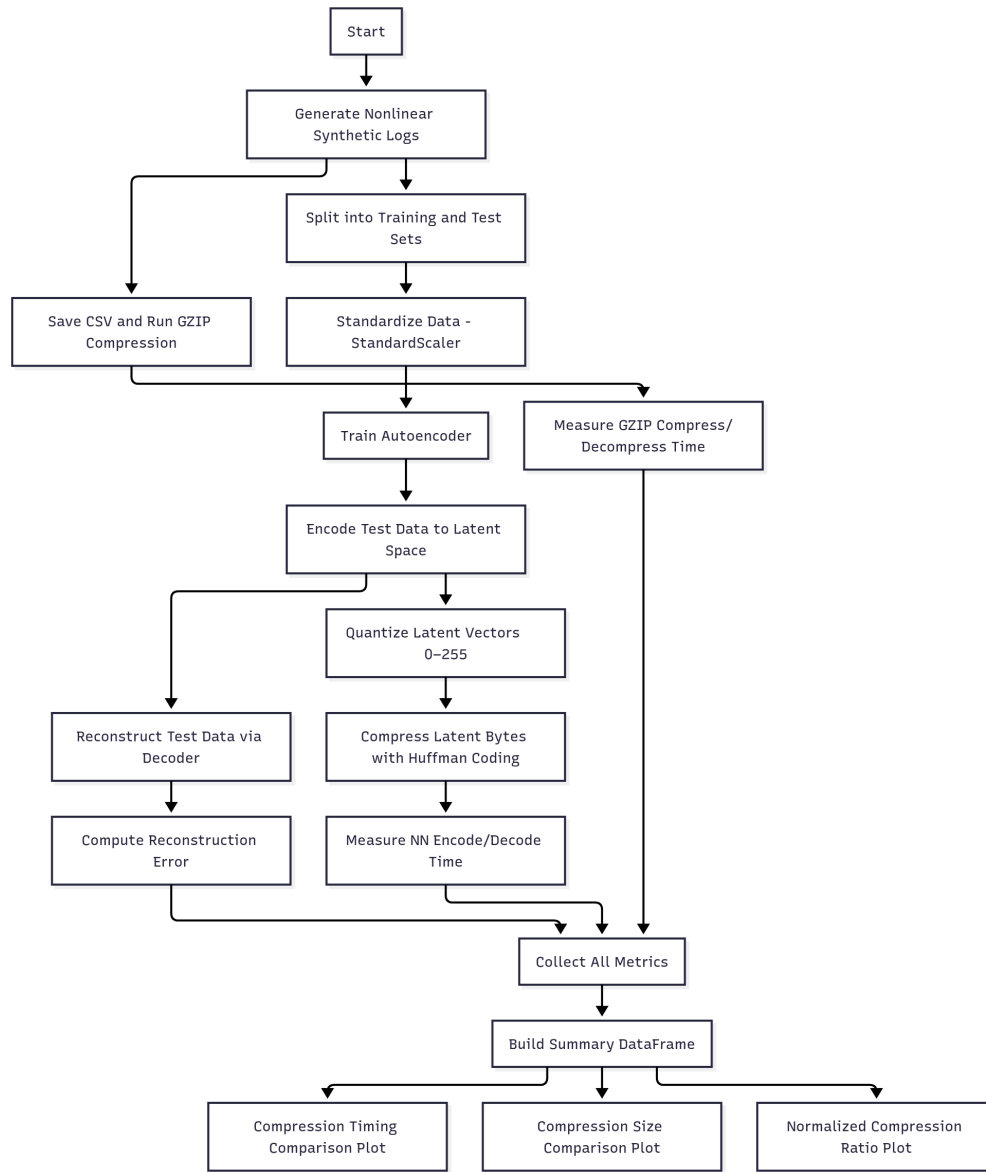 Start
Generate Nonlinear
Synthetic Logs
Split into Training and Test
Sets
Save CSV and Run GZIP
Compression
Standardize Data -
StandardScaler
Train Autoencoder
Measure GZIP Compress/
Decompress Time
Encode Test Data to Latent
Space
Quantize Latent Vectors
0–255
Reconstruct Test Data via
Decoder
Compress Latent Bytes
with Huffman Coding
Compute Reconstruction
Error
Measure NN Encode/Decode
Time
Collect All Metrics
Build Summary DataFrame
Compression Timing
Comparison Plot
Compression Size
Comparison Plot
Normalized Compression
Ratio Plot